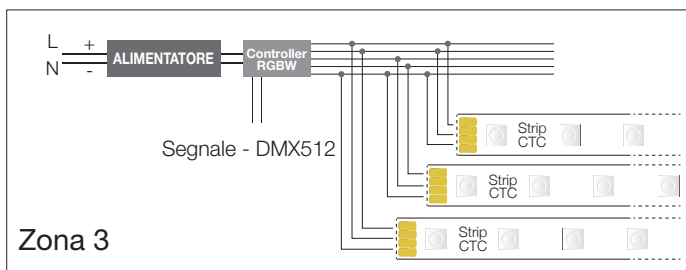 L +
N -
ALIMENTATORE
Controller
RGBW
Segnale - DMX512
Strip
CTC
Strip
CTC
Strip
CTC
Zona 3